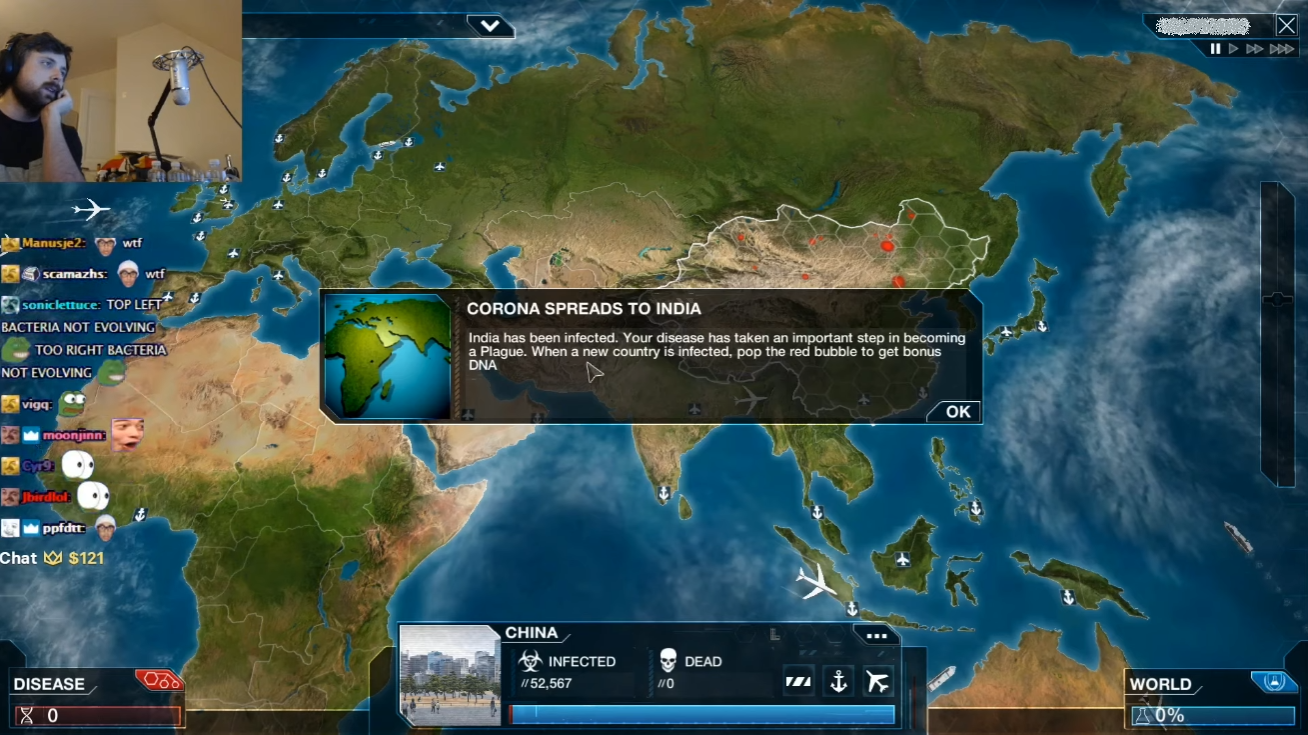 Manusje2: wtf
scamazhs: wtf
soniclettuce: TOP LEFT
BACTERIA NOT EVOLVING
TOO RIGHT BACTERIA
NOT EVOLVING
vigq:
moonjinn:
Cyr9:
Jbirdlol:
ppfdtt:
Chat $121
CORONA SPREADS TO INDIA
India has been infected. Your disease has taken an important step in becoming
a Plague. When a new country is infected, pop the red bubble to get bonus
DNA
OK
CHINA
INFECTED
//52,567
DEAD
//0
DISEASE
0
WORLD
0%